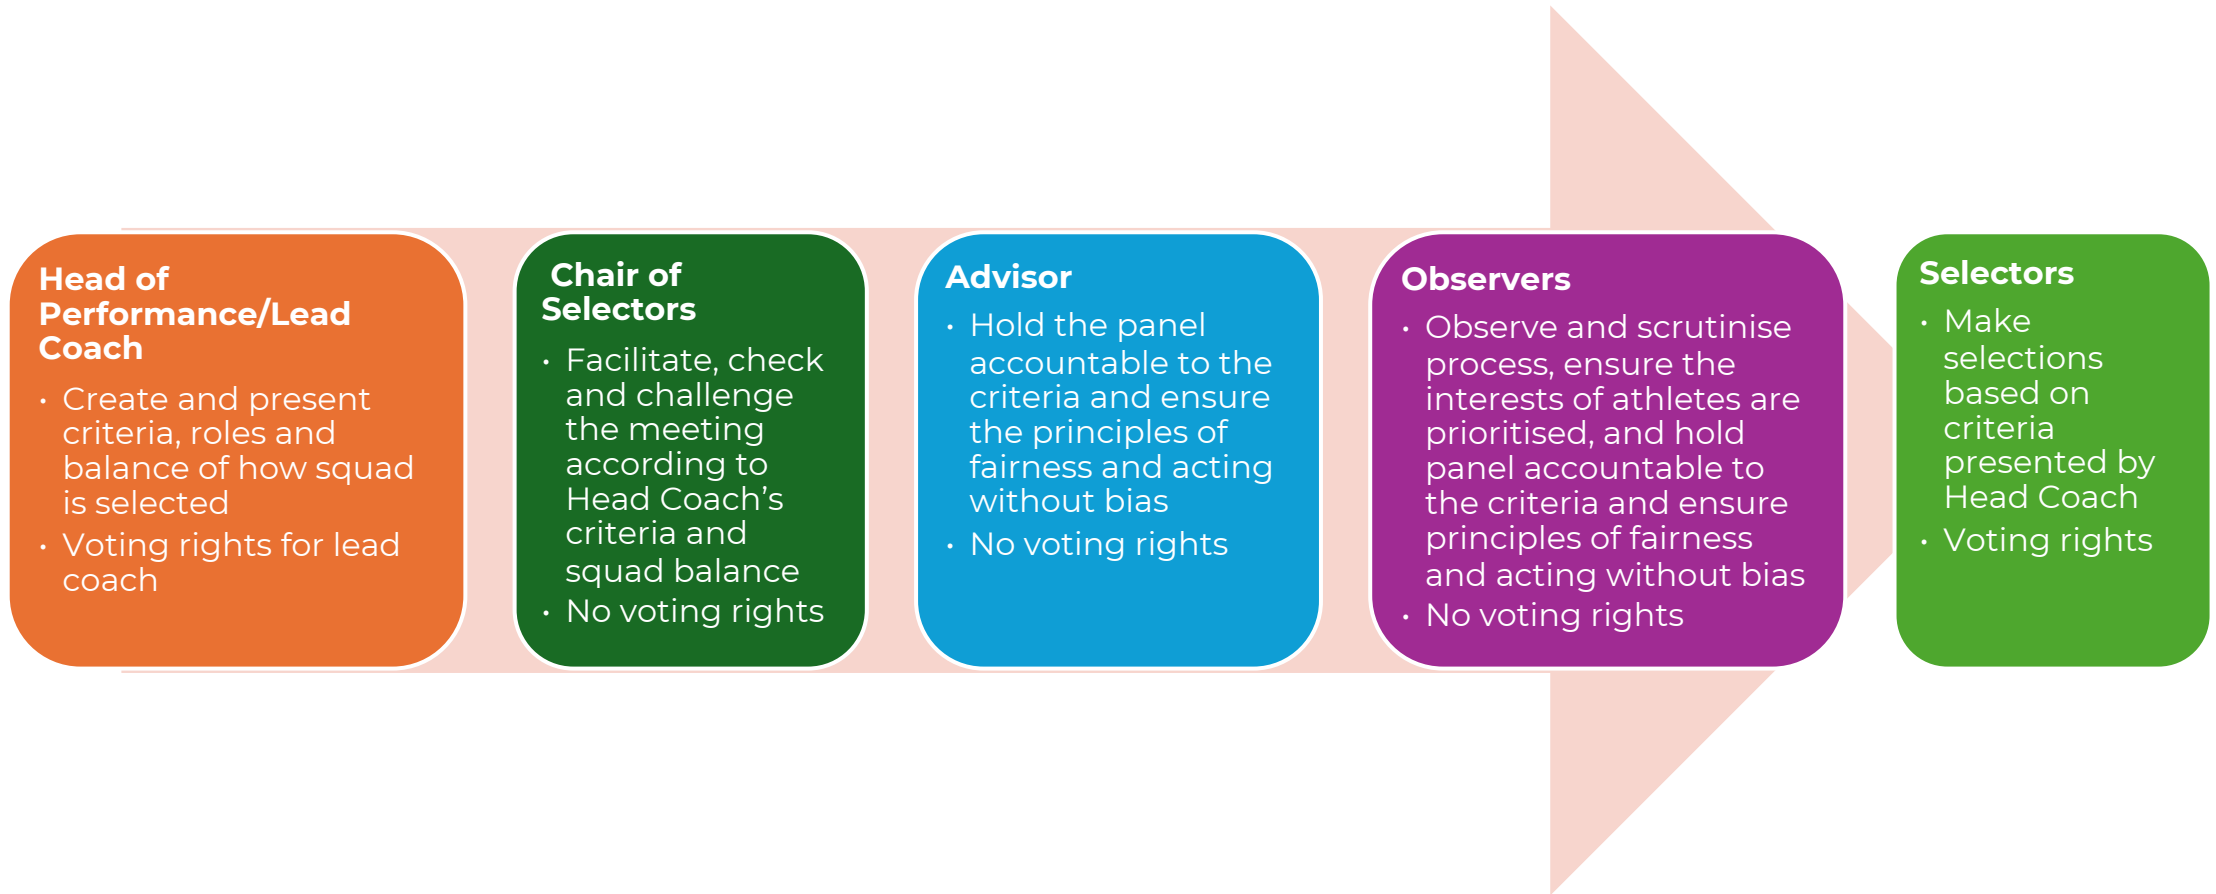 Head of
Performance/Lead
Coach
• Create and present
criteria, roles and
balance of how squad
is selected
• Voting rights for lead
coach
Chair of
Selectors
• Facilitate, check
and challenge
the meeting
according to
Head Coach’s
criteria and
squad balance
• No voting rights
Advisor
• Hold the panel
accountable to the
criteria and ensure
the principles of
fairness and acting
without bias
• No voting rights
Observers
• Observe and scrutinise
process, ensure the
interests of athletes are
prioritised, and hold
panel accountable to
the criteria and ensure
principles of fairness
and acting without bias
• No voting rights
Selectors
• Make
selections
based on
criteria
presented by
Head Coach
• Voting rights